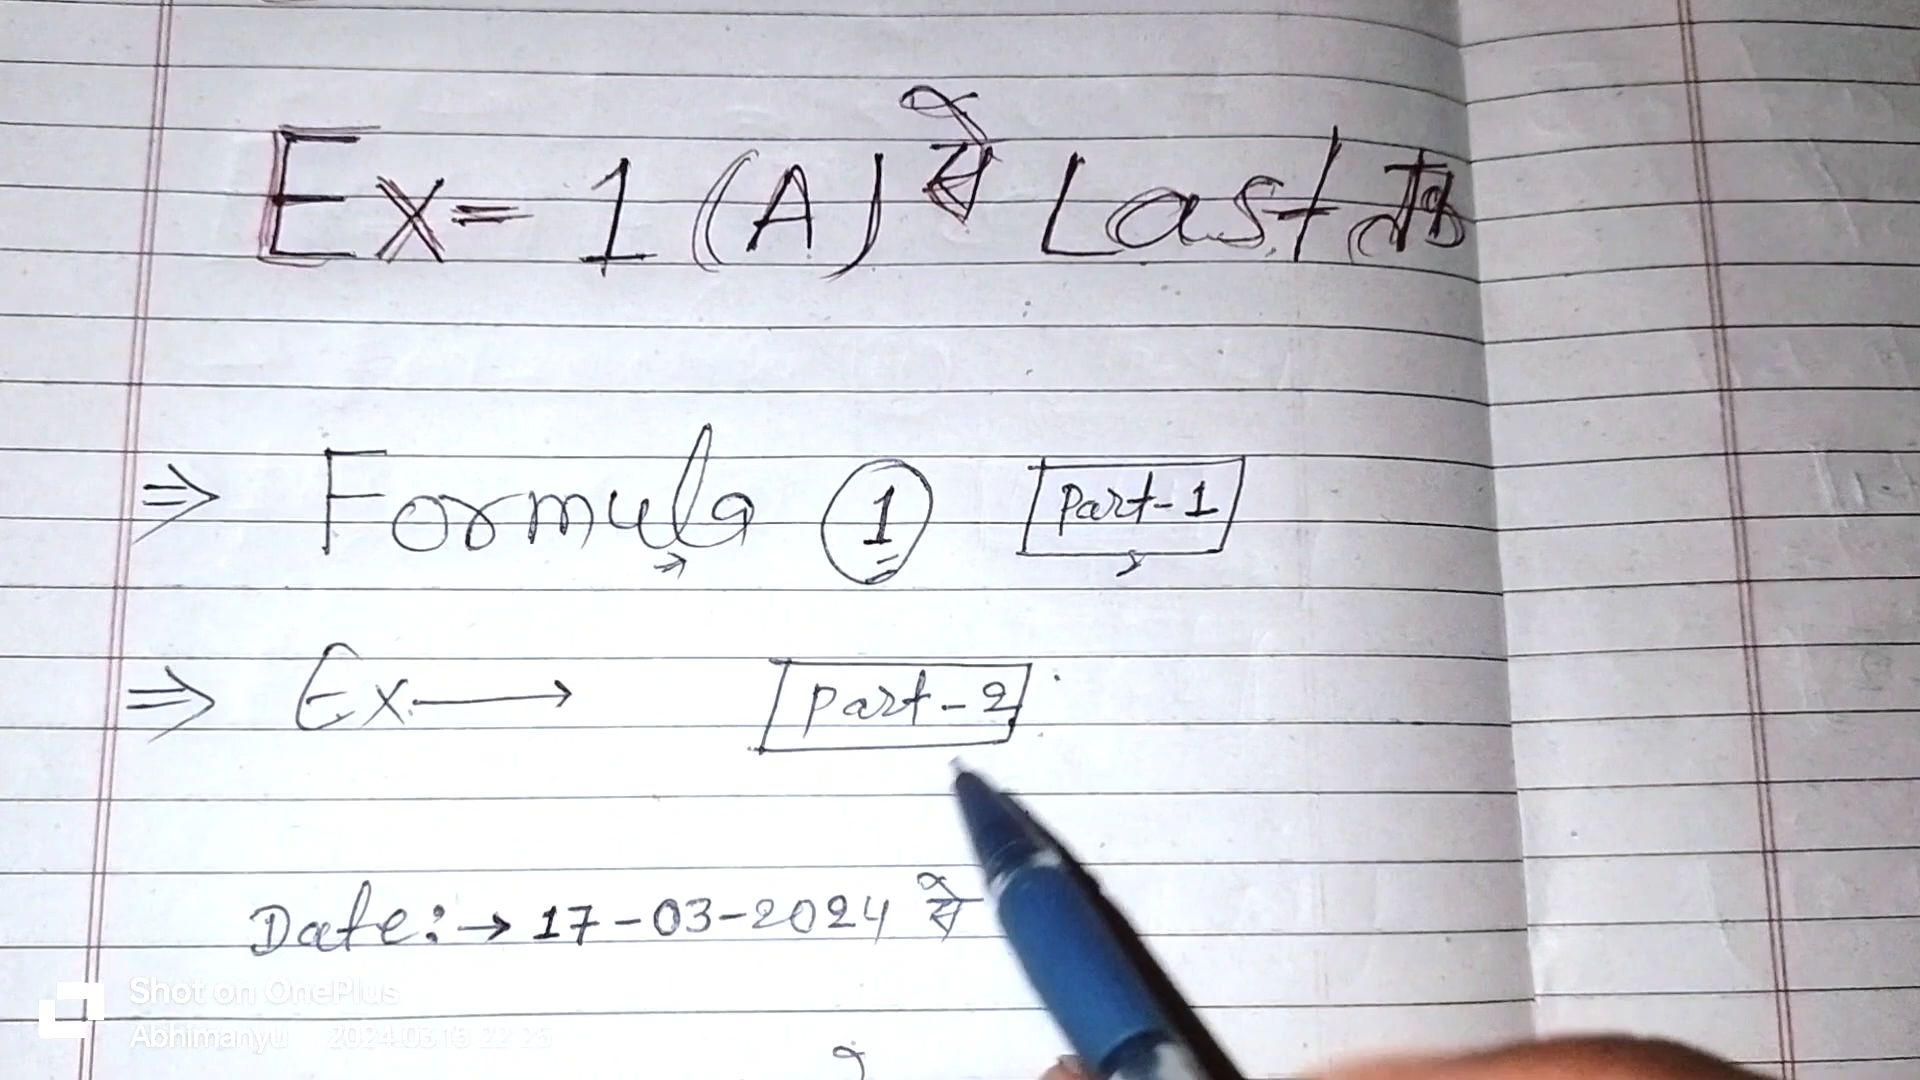 Ex= 1 (A) से Last तक
⇒ Formula ① Part-1
⇒ Ex. → Part-2
Date:→ 17-03-2024 से
Shot on OnePlus
Abhimanyu